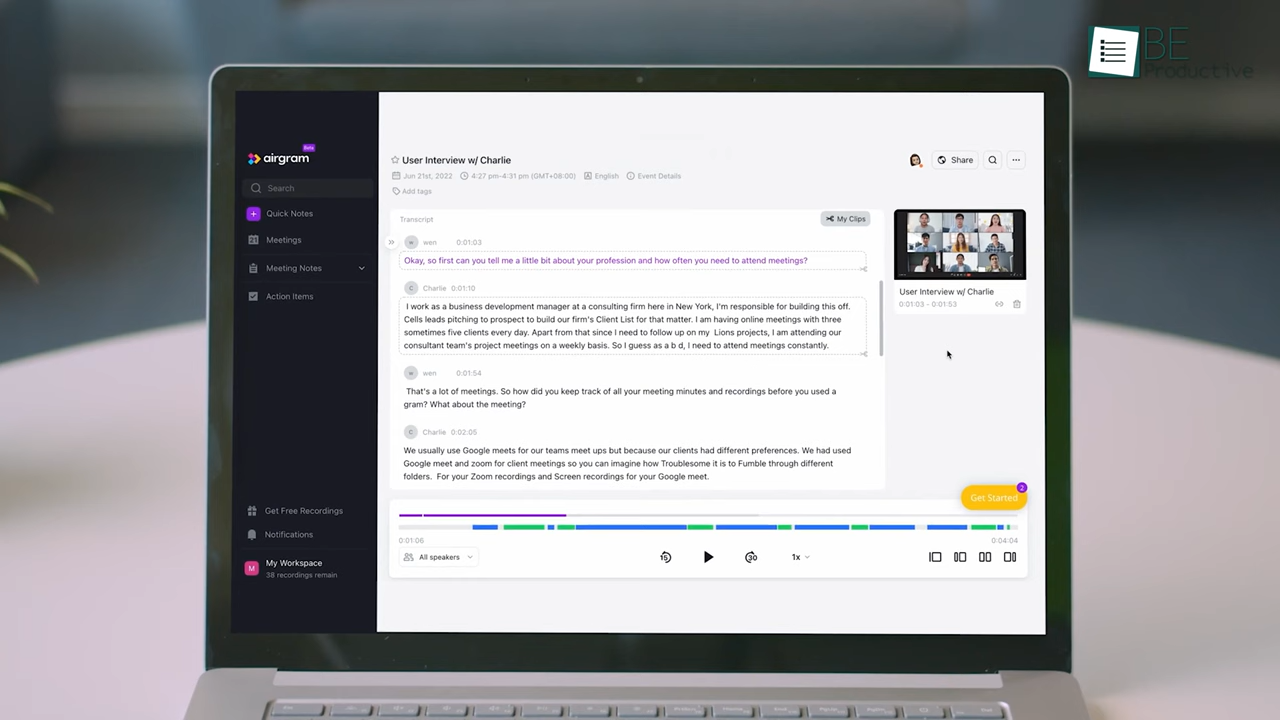 BE
Productive
Beta
airgram
Search
Quick Notes
Meetings
Meeting Notes
Action Items
Get Free Recordings
Notifications
M
My Workspace
38 recordings remain
User Interview w/ Charlie
Jun 21st, 2022 4:27 pm-4:31 pm (GMT+08:00) English Event Details
Add tags
Share
Transcript
My Clips
w wen 0:01:03
Okay, so first can you tell me a little bit about your profession and how often you need to attend meetings?
C Charlie 0:01:10
I work as a business development manager at a consulting firm here in New York, I'm responsible for building this off.
Cells leads pitching to prospect to build our firm's Client List for that matter. I am having online meetings with three
sometimes five clients every day. Apart from that since I need to follow up on my Lions projects, I am attending our
consultant team's project meetings on a weekly basis. So I guess as a b d, I need to attend meetings constantly.
w wen 0:01:54
That's a lot of meetings. So how did you keep track of all your meeting minutes and recordings before you used a
gram? What about the meeting?
C Charlie 0:02:05
We usually use Google meets for our teams meet ups but because our clients had different preferences. We had used
Google meet and zoom for client meetings so you can imagine how Troublesome it is to Fumble through different
folders. For your Zoom recordings and Screen recordings for your Google meet.
User Interview w/ Charlie
0:01:03 - 0:01:53
Get Started
2
0:01:06
0:04:04
All speakers
15
30
1x